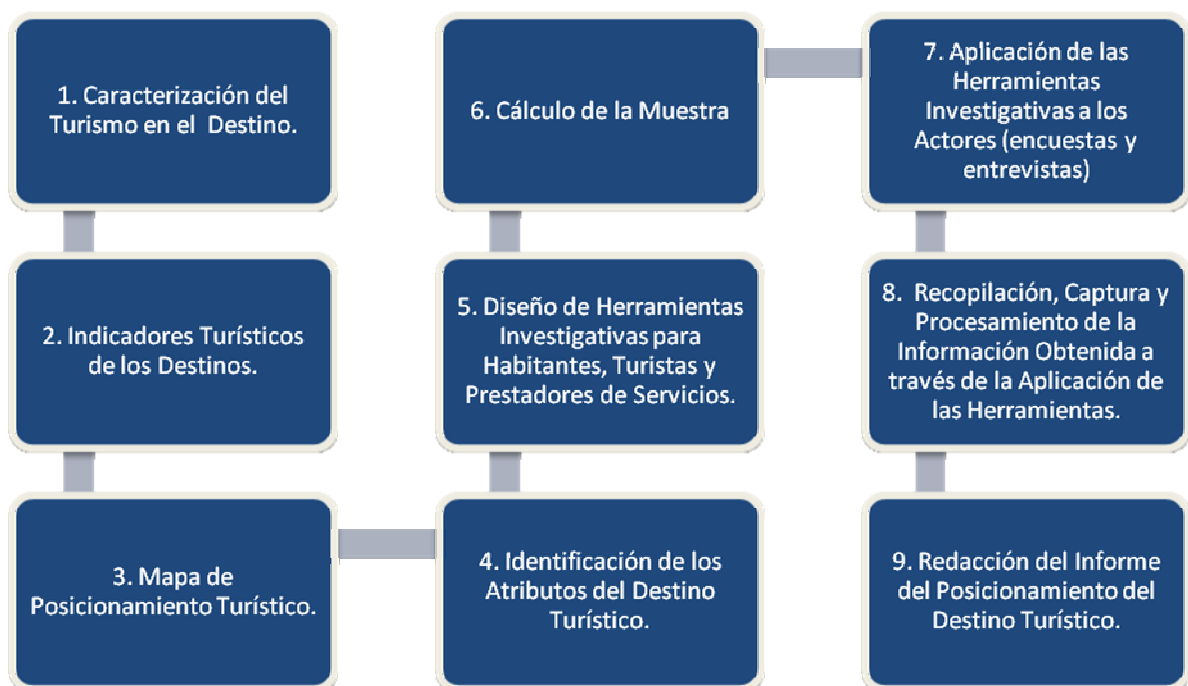 1. Caracterización del
Turismo en el Destino.
2. Indicadores Turísticos
de los Destinos.
3. Mapa de
Posicionamiento Turístico.
4. Identificación de los
Atributos del Destino
Turístico.
5. Diseño de Herramientas
Investigativas para
Habitantes, Turistas y
Prestadores de Servicios.
6. Cálculo de la Muestra
7. Aplicación de las
Herramientas
Investigativas a los
Actores (encuestas y
entrevistas)
8. Recopilación, Captura y
Procesamiento de la
Información Obtenida a
través de la Aplicación de
las Herramientas.
9. Redacción del Informe
del Posicionamiento del
Destino Turístico.